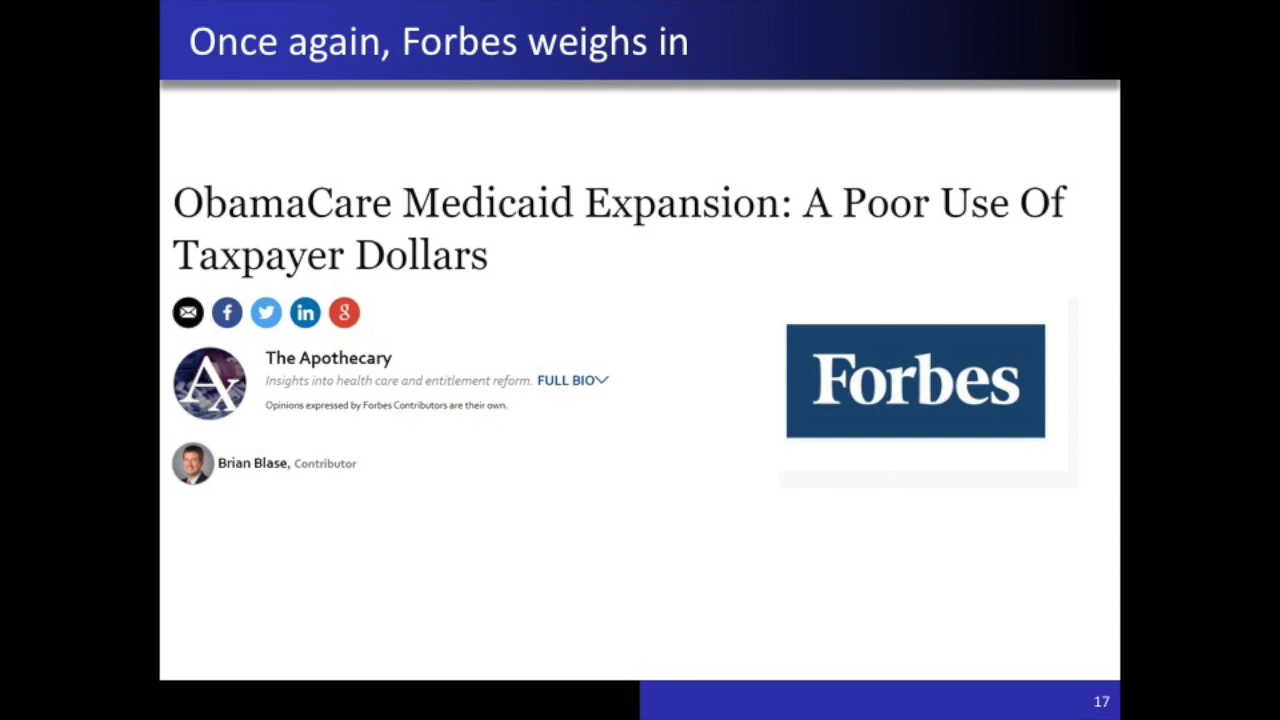 Once again, Forbes weighs in
ObamaCare Medicaid Expansion: A Poor Use Of
Taxpayer Dollars
The Apothecary
Insights into health care and entitlement reform. FULL BIO
Opinions expressed by Forbes Contributors are their own.
Brian Blase, Contributor
Forbes
17